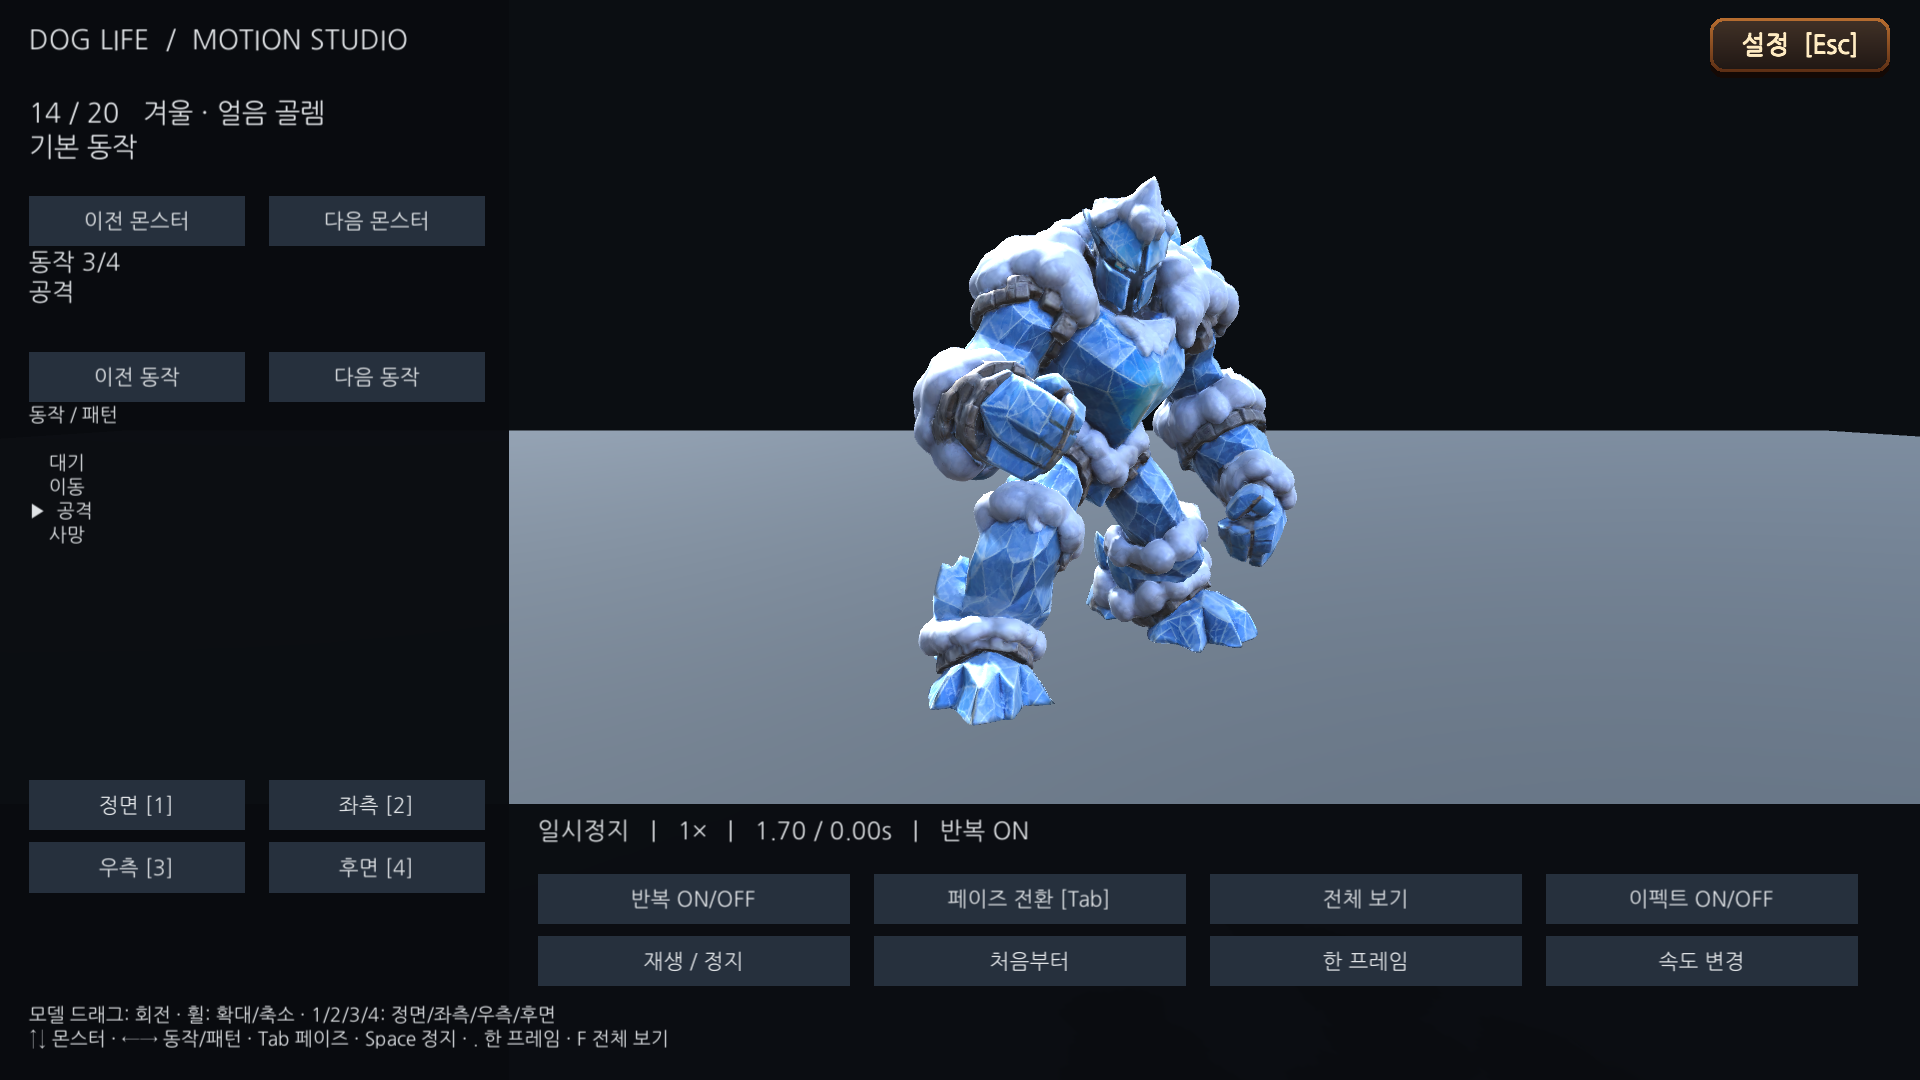 DOG LIFE / MOTION STUDIO
설정 [Esc]
14 / 20 겨울 · 얼음 골렘
기본 동작
이전 몬스터
다음 몬스터
동작 3/4
공격
이전 동작
다음 동작
동작 / 패턴
대기
이동
▶ 공격
사망
정면 [1]
좌측 [2]
우측 [3]
후면 [4]
일시정지 | 1× | 1.70 / 0.00s | 반복 ON
반복 ON/OFF
페이즈 전환 [Tab]
전체 보기
이펙트 ON/OFF
재생 / 정지
처음부터
한 프레임
속도 변경
모델 드래그: 회전 · 휠: 확대/축소 · 1/2/3/4: 정면/좌측/우측/후면
↑↓ 몬스터 · ←→ 동작/패턴 · Tab 페이즈 · Space 정지 · . 한 프레임 · F 전체 보기